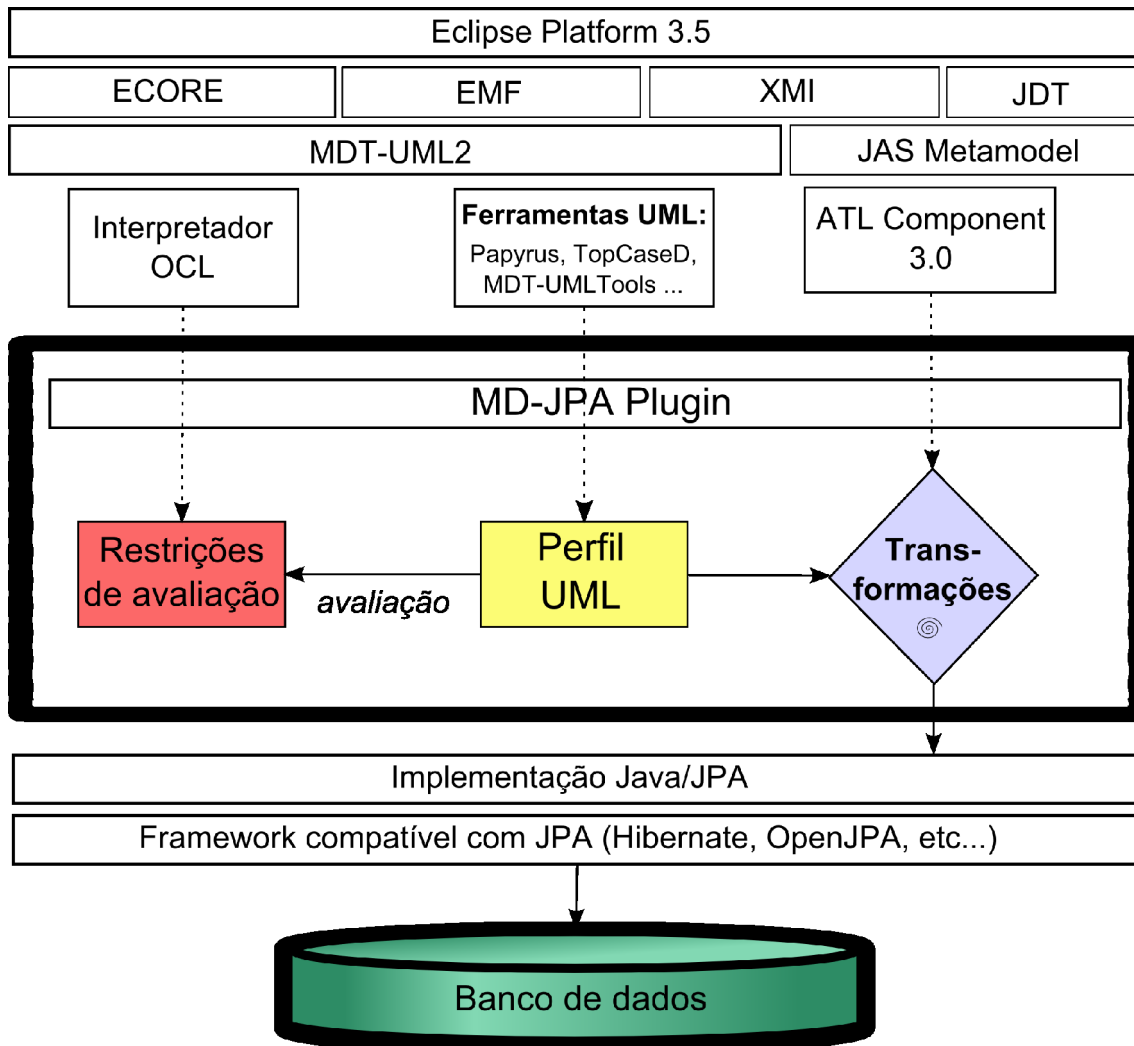 Eclipse Platform 3.5
ECORE
EMF
XMI
JDT
MDT-UML2
JAS Metamodel
Interpretador
OCL
Ferramentas UML:
Papyrus, TopCaseD,
MDT-UMLTools ...
ATL Component
3.0
MD-JPA Plugin
Restrições
de avaliação
avaliação
Perfil
UML
Trans-
formações
Implementação Java/JPA
Framework compatível com JPA (Hibernate, OpenJPA, etc...)
Banco de dados